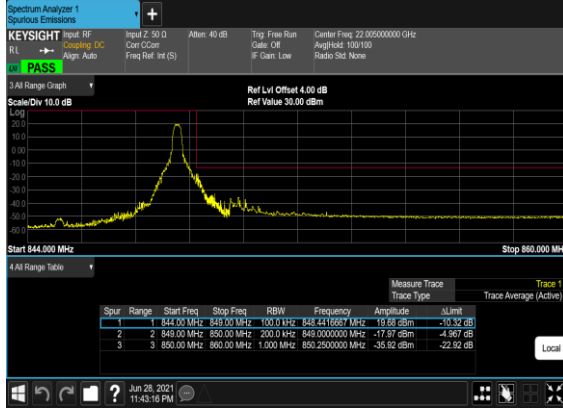 Spectrum Analyzer 1
Spurious Emissions
KEYSIGHT Input: RF Input Z: 50 Ω Atten: 40 dB Trig: Free Run Center Freq: 22.005000000 GHz
RL Coupling: DC Corr CCorr Gate: Off Avg|Hold: 100/100
Align: Auto Freq Ref: Int (S) IF Gain: Low Radio Std: None
PASS
3 All Range Graph
Ref Lvl Offset 4.00 dB
Scale/Div 10.0 dB Ref Value 30.00 dBm
Log
20.0
10.0
0.00
-10.0
-20.0
-30.0
-40.0
-50.0
-60.0
Start 844.000 MHz Stop 860.000 MH
4 All Range Table
Measure Trace Trace 1
Trace Type Trace Average (Active)
Spur Range Start Freq Stop Freq RBW Frequency Amplitude ΔLimit
1 1 844.00 MHz 849.00 MHz 100.0 kHz 848.4416667 MHz 19.68 dBm -10.32 dB
2 2 849.00 MHz 850.00 MHz 200.0 kHz 849.0000000 MHz -17.97 dBm -4.967 dB
3 3 850.00 MHz 860.00 MHz 1.000 MHz 850.2500000 MHz -35.92 dBm -22.92 dB
Local
Jun 28, 2021
11:43:16 PM